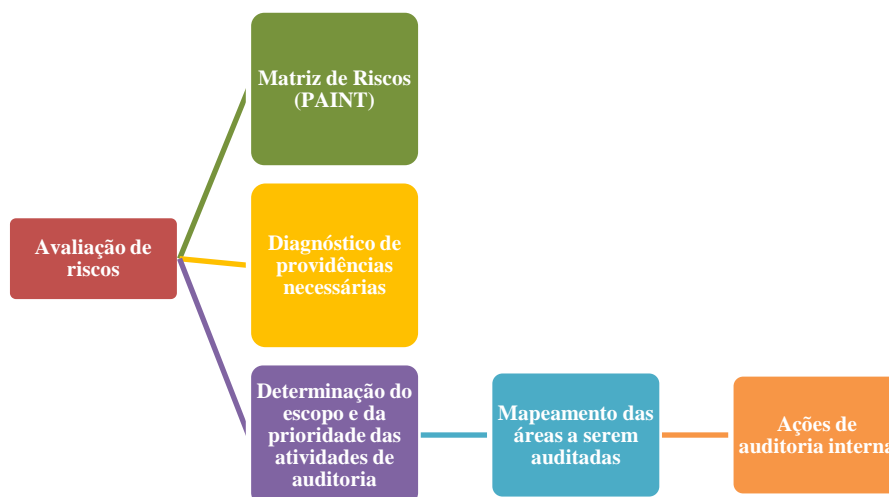 Matriz de Riscos
(PAINT)
Avaliação de
riscos
Diagnóstico de
providências
necessárias
Determinação do
escopo e da
prioridade das
atividades de
auditoria
Mapeamento das
áreas a serem
auditadas
Ações de
auditoria interna